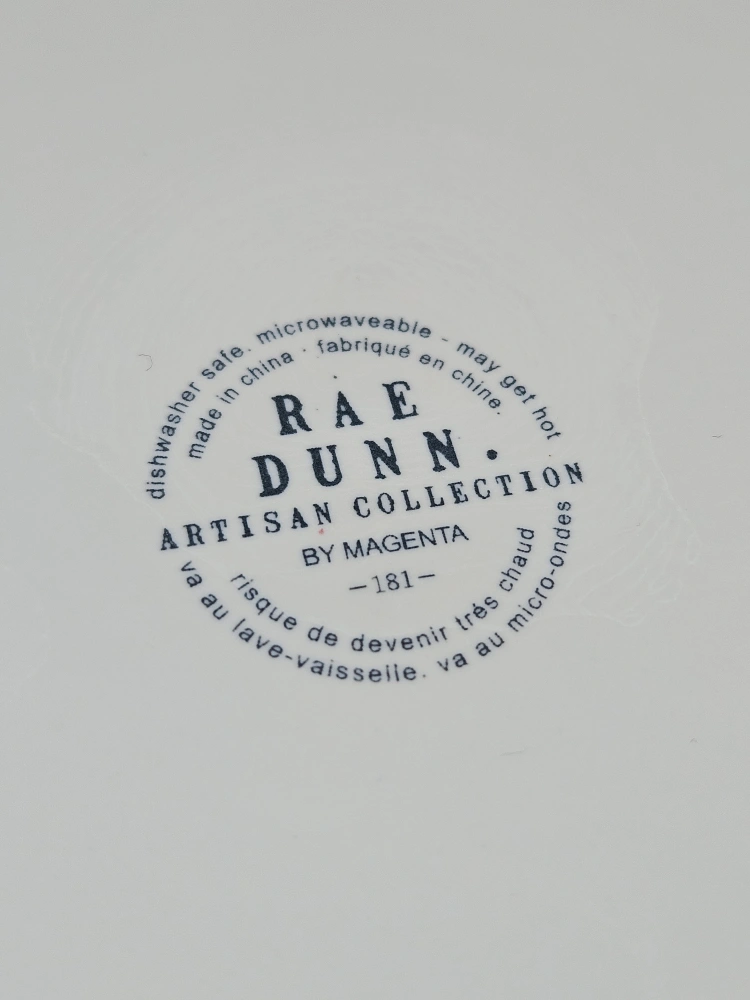 dishwasher safe. microwaveable - may get hot
made in china · fabriqué en chine.
RAE
DUNN.
ARTISAN COLLECTION
BY MAGENTA
—181—
risque de devenir trés chaud
va au lave-vaisselle. va au micro-ondes